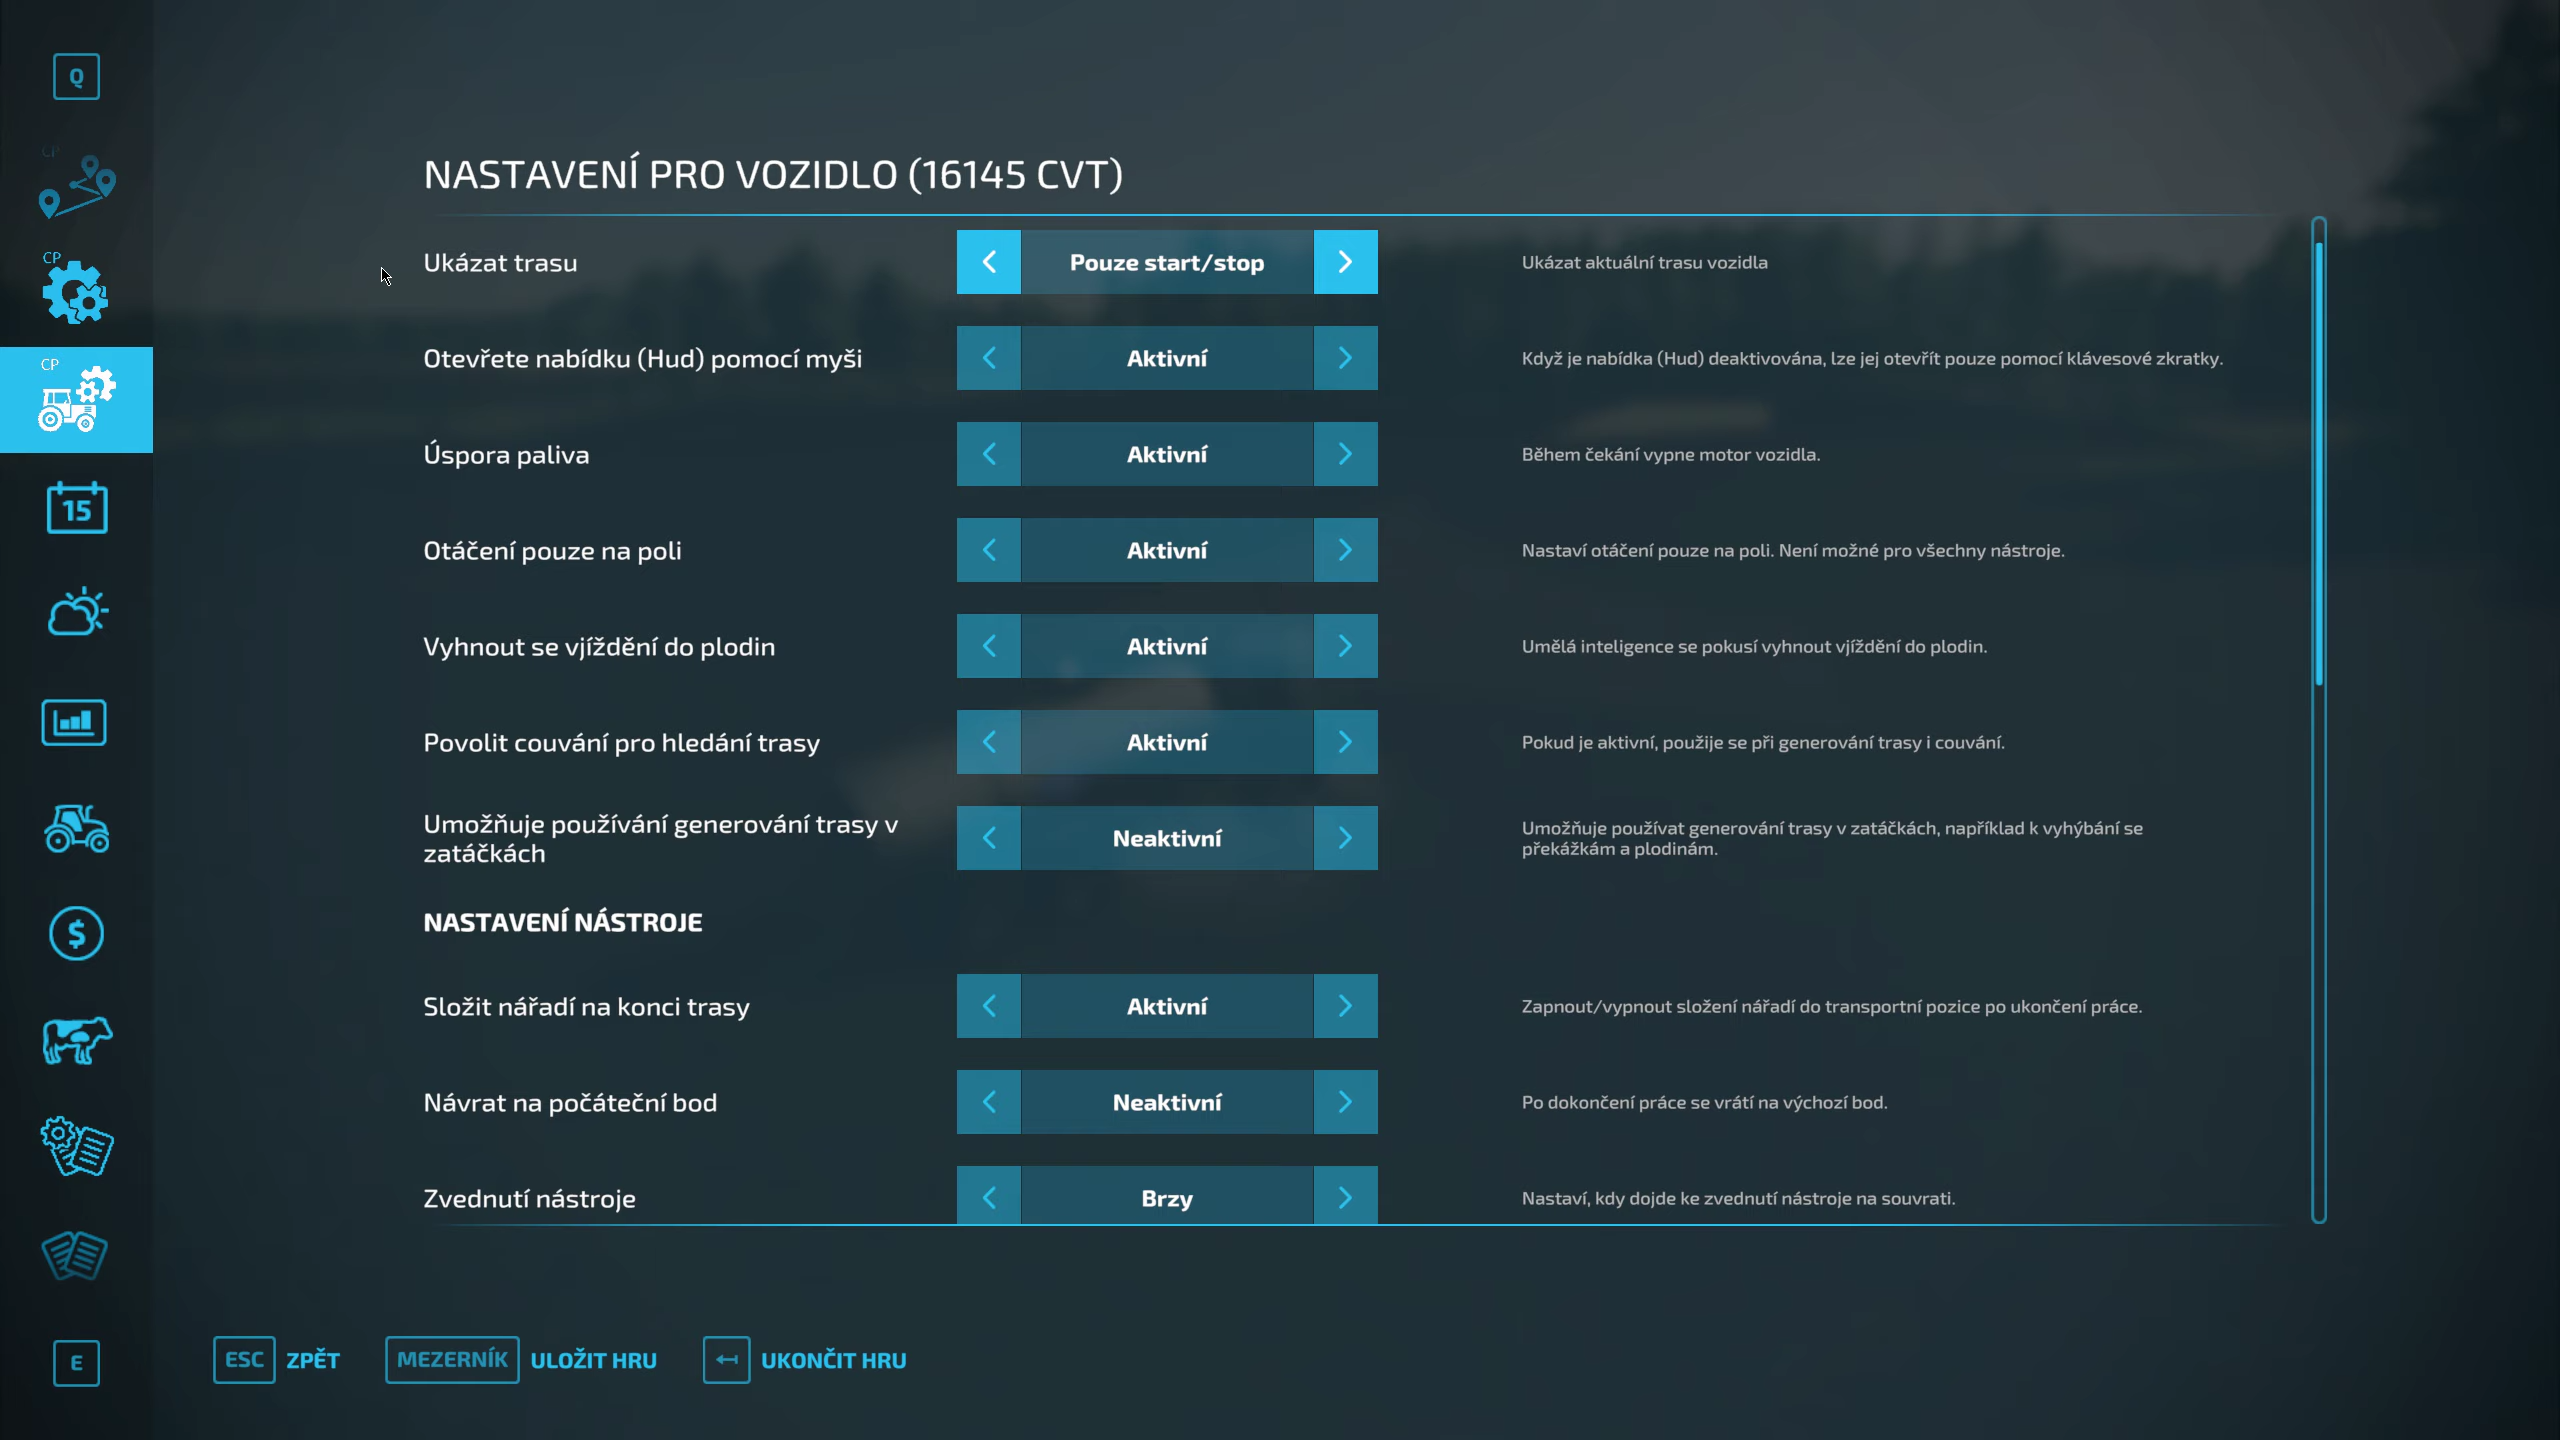 Q
CP
NASTAVENÍ PRO VOZIDLO (16145 CVT)
CP
Ukázat trasu
Pouze start/stop
Ukázat aktuální trasu vozidla
CP
Otevřete nabídku (Hud) pomocí myši
Aktivní
Když je nabídka (Hud) deaktivována, lze jej otevřít pouze pomocí klávesové zkratky.
Úspora paliva
Aktivní
Během čekání vypne motor vozidla.
15
Otáčení pouze na poli
Aktivní
Nastaví otáčení pouze na poli. Není možné pro všechny nástroje.
Vyhnout se vjíždění do plodin
Aktivní
Umělá inteligence se pokusí vyhnout vjíždění do plodin.
Povolit couvání pro hledání trasy
Aktivní
Pokud je aktivní, použije se při generování trasy i couvání.
Umožňuje používání generování trasy v
zatáčkách
Neaktivní
Umožňuje používat generování trasy v zatáčkách, například k vyhýbání se
překážkám a plodinám.
NASTAVENÍ NÁSTROJE
$
Složit nářadí na konci trasy
Aktivní
Zapnout/vypnout složení nářadí do transportní pozice po ukončení práce.
Návrat na počáteční bod
Neaktivní
Po dokončení práce se vrátí na výchozí bod.
Zvednutí nástroje
Brzy
Nastaví, kdy dojde ke zvednutí nástroje na souvrati.
E
ESC ZPĚT
MEZERNÍK ULOŽIT HRU
UKONČIT HRU